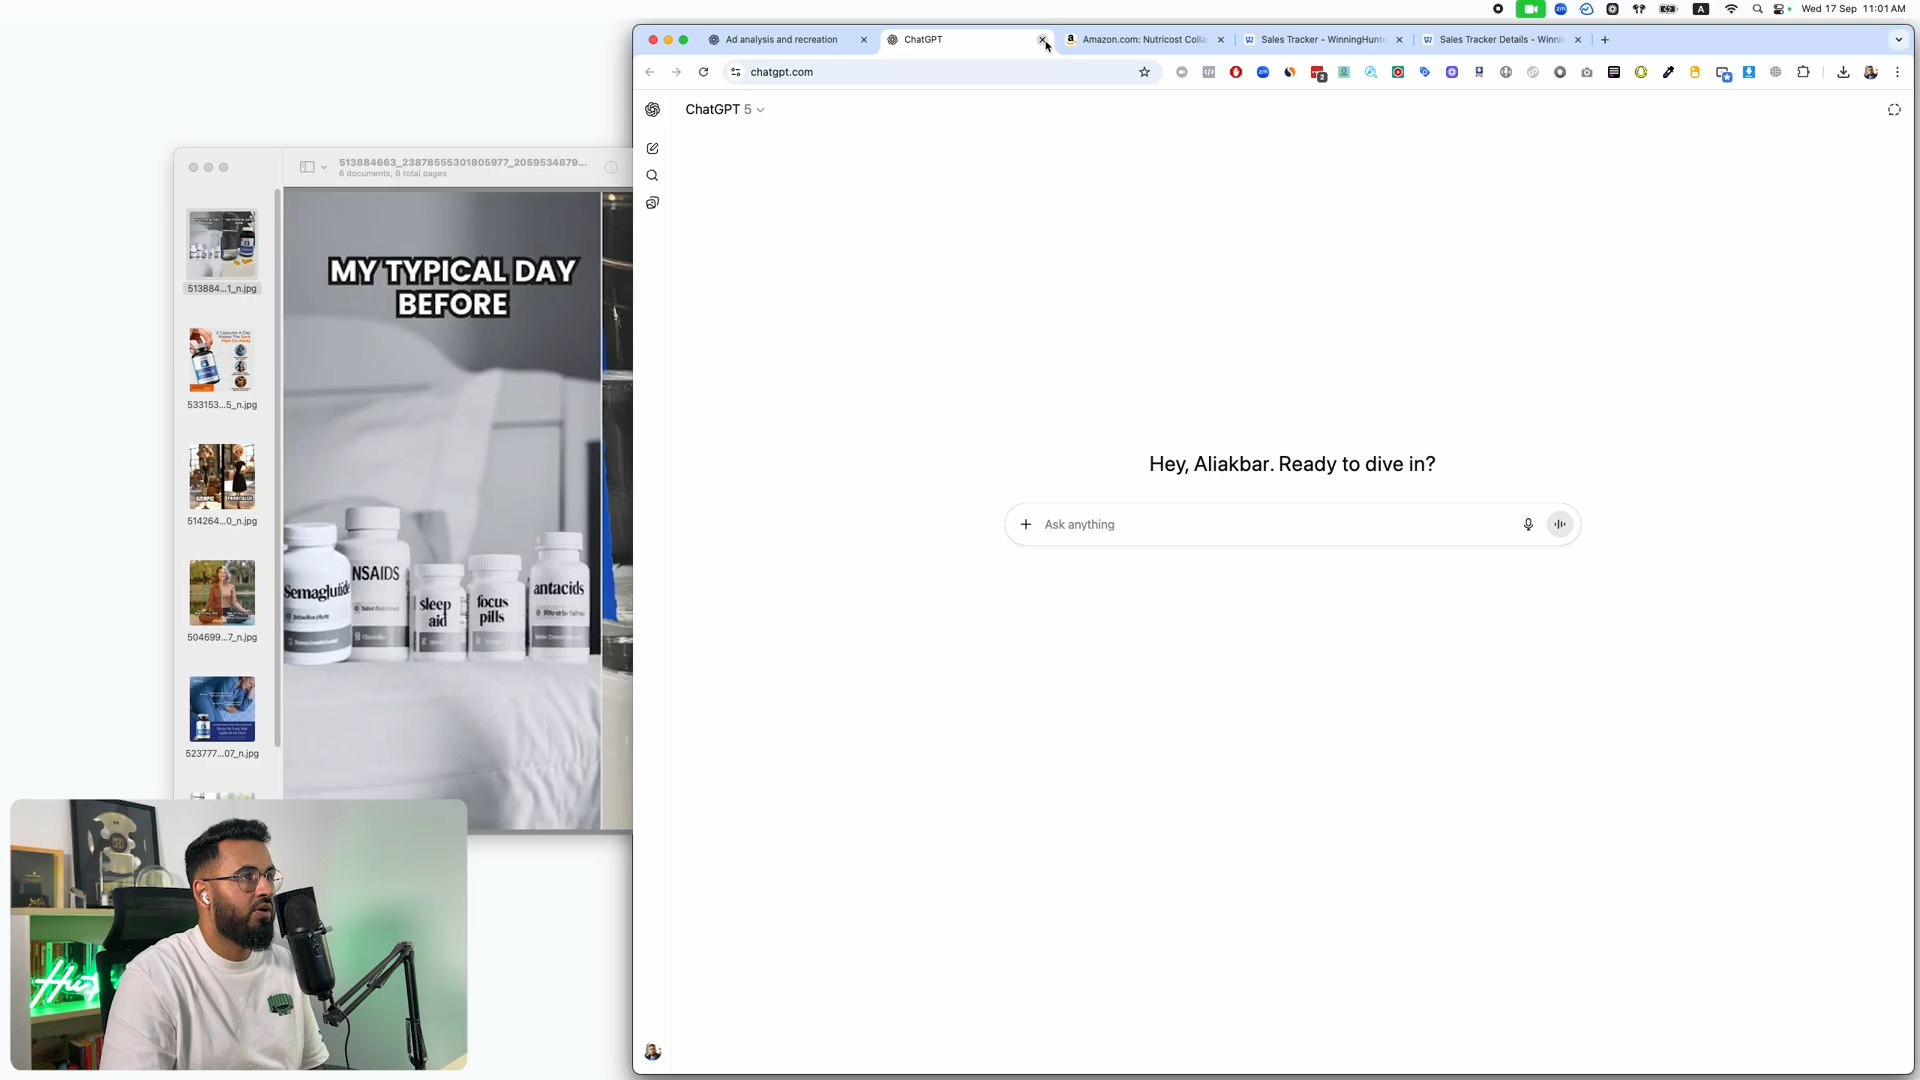 Wed 17 Sep 11:01 AM
Ad analysis and recreation
ChatGPT
Amazon.com: Nutricost Colla
Sales Tracker - WinningHunte
Sales Tracker Details - Winni
chatgpt.com
2
ChatGPT 5
Hey, Aliakbar. Ready to dive in?
Ask anything
513884663_23878555301805977_2059534879...
6 documents, 6 total pages
513884...1_n.jpg
533153...5_n.jpg
514264...0_n.jpg
504699...7_n.jpg
523777...07_n.jpg
MY TYPICAL DAY
BEFORE
Semaglutide
NSAIDS
sleep
aid
focus
pills
antacids